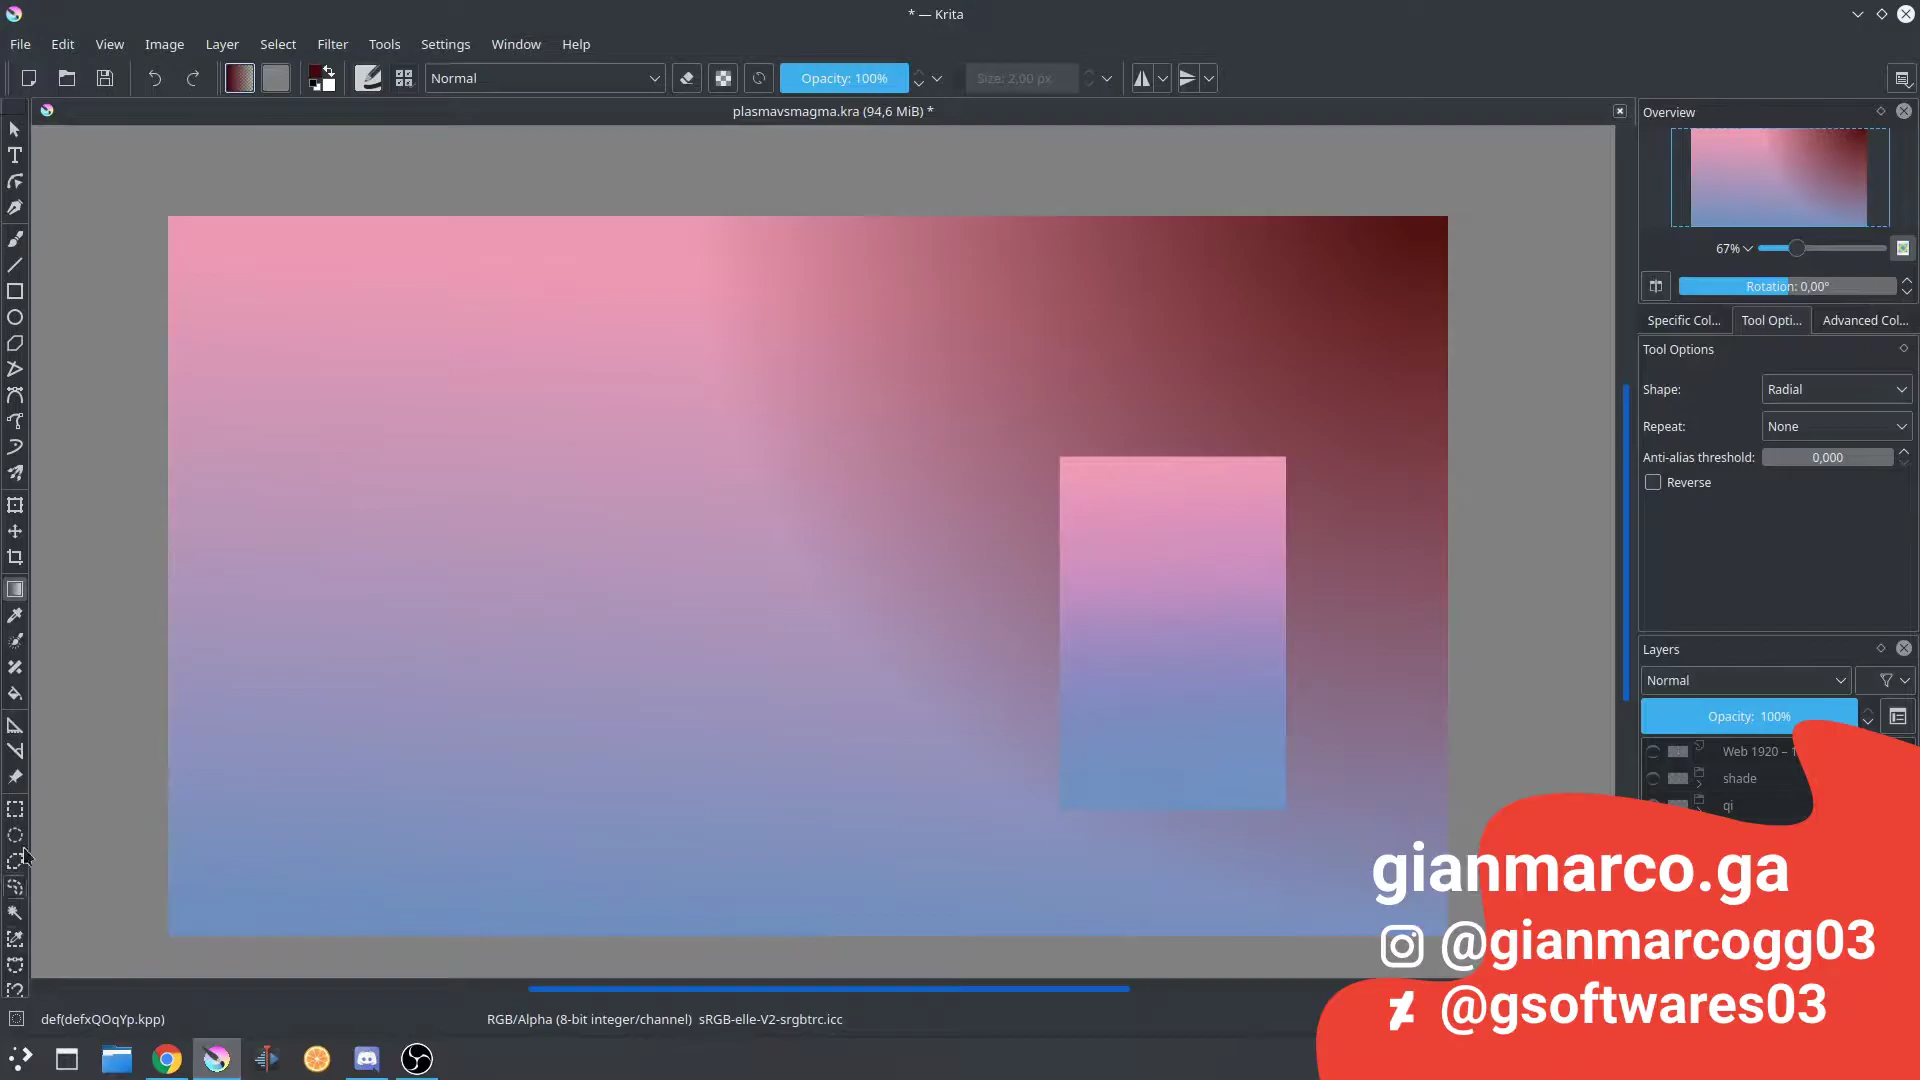 * — Krita
File Edit View Image Layer Select Filter Tools Settings Window Help
Normal Opacity: 100% Size: 2,00 px
plasmavsmagma.kra (94,6 MiB) *
Overview
67%
Rotation: 0,00°
Specific Col... Tool Opti... Advanced Col...
Tool Options
Shape: Radial
Repeat: None
Anti-alias threshold: 0,000
Reverse
Layers
Normal
Opacity: 100%
Web 1920 – 1
shade
qi
gianmarco.ga
@gianmarcogg03
@gsoftwares03
def(defxQOqYp.kpp) RGB/Alpha (8-bit integer/channel) sRGB-elle-V2-srgbtrc.icc